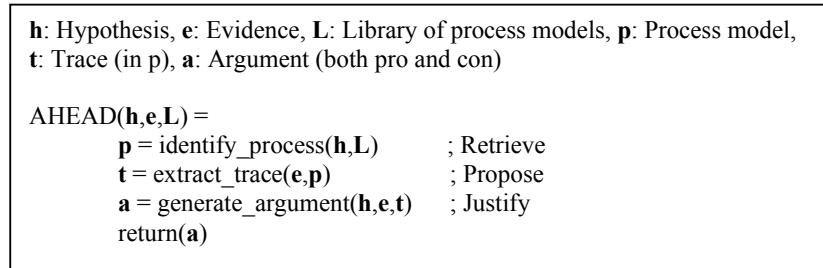 h: Hypothesis, e: Evidence, L: Library of process models, p: Process model,
t: Trace (in p), a: Argument (both pro and con)
AHEAD(h,e,L) =
p = identify_process(h,L) ; Retrieve
t = extract_trace(e,p) ; Propose
a = generate_argument(h,e,t) ; Justify
return(a)